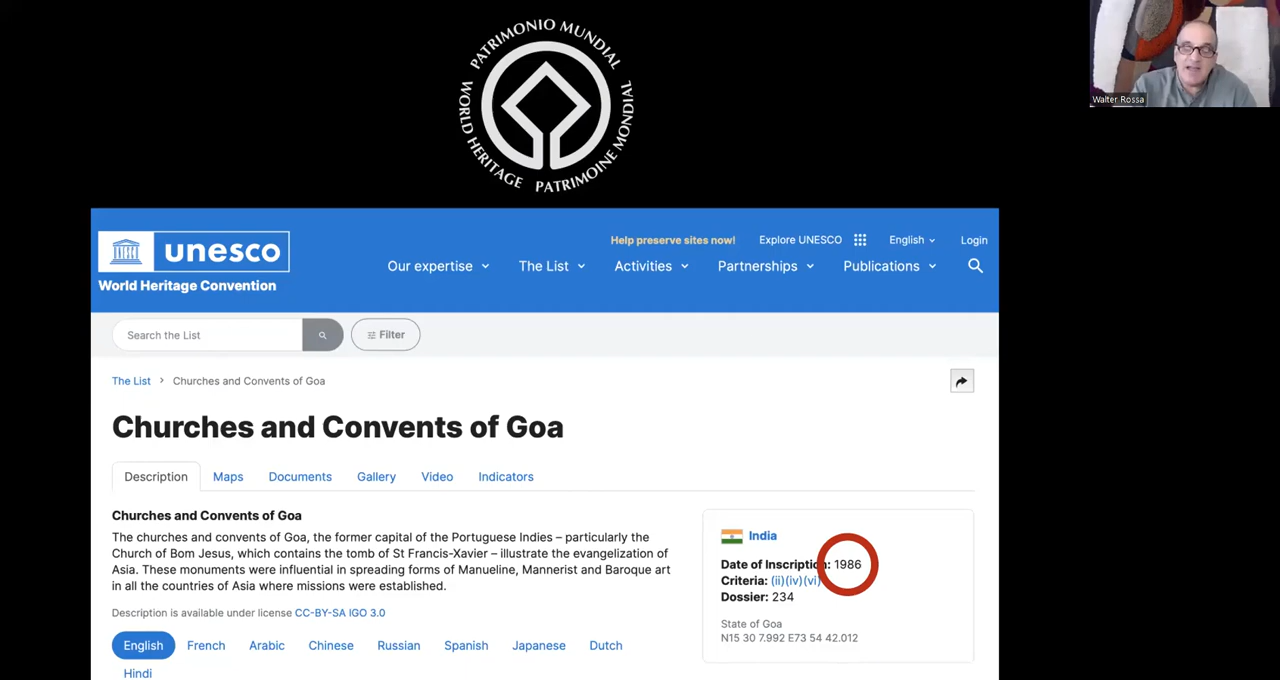 PATRIMONIO MUNDIAL
WORLD HERITAGE
PATRIMOINE MONDIAL
Walter Rossa
unesco
World Heritage Convention
Help preserve sites now!
Explore UNESCO
English
Login
Our expertise
The List
Activities
Partnerships
Publications
Search the List
Filter
The List > Churches and Convents of Goa
Churches and Convents of Goa
Description
Maps
Documents
Gallery
Video
Indicators
Churches and Convents of Goa
The churches and convents of Goa, the former capital of the Portuguese Indies – particularly the
Church of Bom Jesus, which contains the tomb of St Francis-Xavier – illustrate the evangelization of
Asia. These monuments were influential in spreading forms of Manueline, Mannerist and Baroque art
in all the countries of Asia where missions were established.
Description is available under license CC-BY-SA IGO 3.0
English
French
Arabic
Chinese
Russian
Spanish
Japanese
Dutch
Hindi
India
Date of Inscription: 1986
Criteria: (ii)(iv)(vi)
Dossier: 234
State of Goa
N15 30 7.992 E73 54 42.012